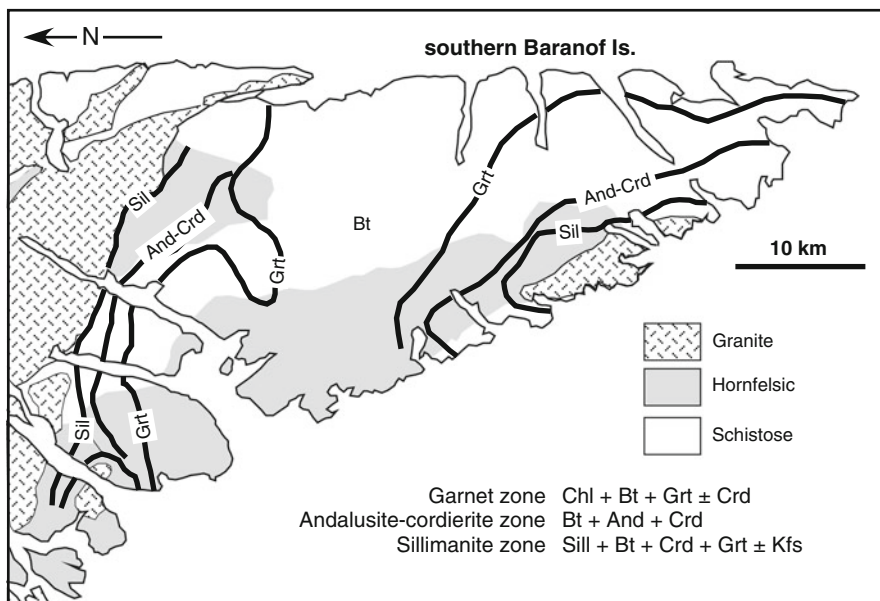 N
southern Baranof Is.
Sil
And-Crd
Grt
Bt
Grt
And-Crd
Sil
10 km
Sil
Grt
Granite
Hornfelsic
Schistose
Garnet zone Chl + Bt + Grt ± Crd
Andalusite-cordierite zone Bt + And + Crd
Sillimanite zone Sill + Bt + Crd + Grt ± Kfs